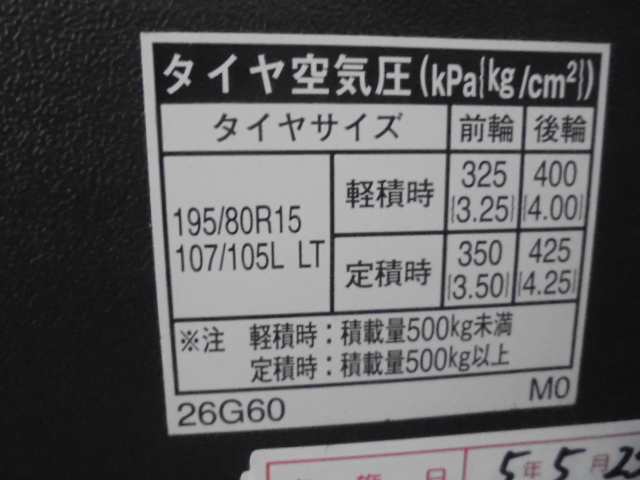 タイヤ空気圧(kPa{kg/cm²})
タイヤサイズ 前輪 後輪
195/80R15
107/105L LT
軽積時 325 400
{3.25} {4.00}
定積時 350 425
{3.50} {4.25}
※注 軽積時：積載量500kg未満
定積時：積載量500kg以上
26G60 M0
日 5年5月